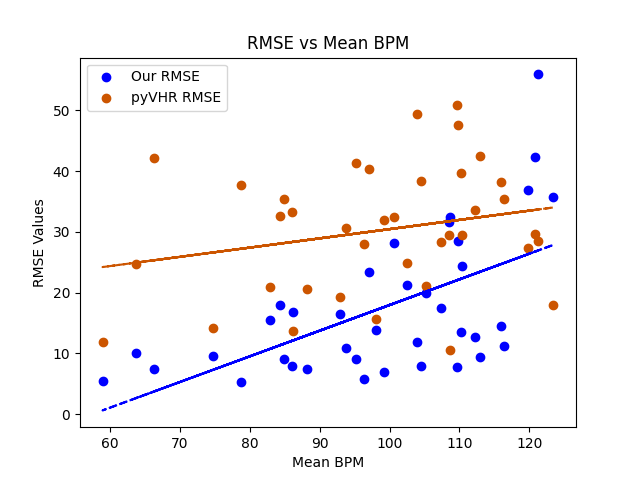 RMSE vs Mean BPM
Our RMSE
pyVHR RMSE
RMSE Values
50
40
30
20
10
0
60 70 80 90 100 110 120
Mean BPM